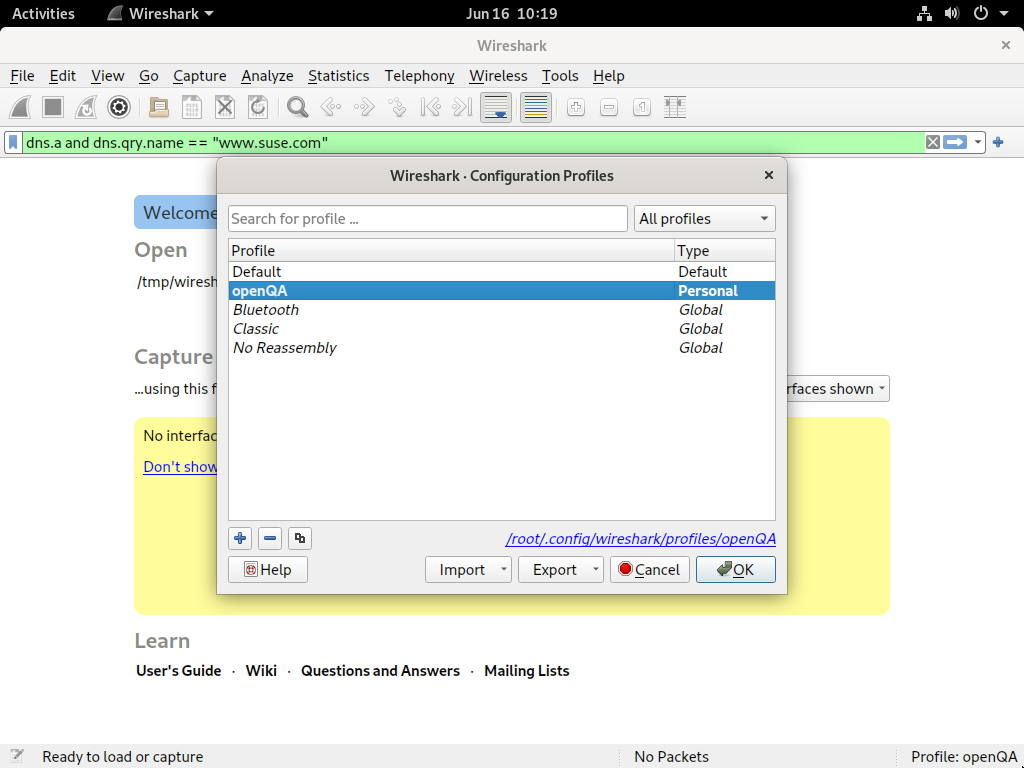 Activities Wireshark Jun 16 10:19
Wireshark
File Edit View Go Capture Analyze Statistics Telephony Wireless Tools Help
dns.a and dns.qry.name == "www.suse.com"
Wireshark · Configuration Profiles
Welcome
Search for profile ... All profiles
Open
Profile Type
Default Default
/tmp/wiresh
openQA Personal
Bluetooth Global
Classic Global
No Reassembly Global
Capture
...using this f rfaces shown
No interfac
Don't show
/root/.config/wireshark/profiles/openQA
Help Import Export Cancel OK
Learn
User's Guide · Wiki · Questions and Answers · Mailing Lists
Ready to load or capture No Packets Profile: openQA